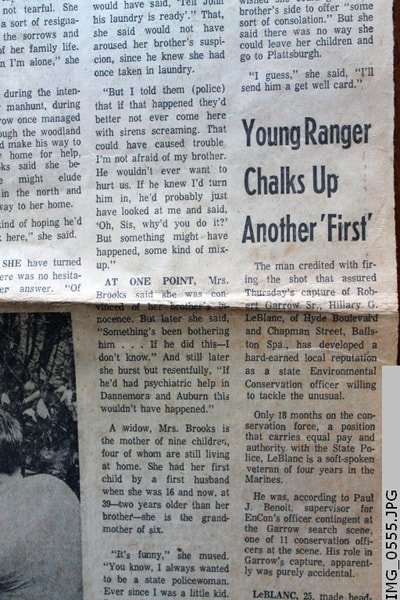 not tearful. She
a sort of resigna-
the sorrows and
of her family life.
n I'm alone," she
during the inten-
manhunt, during
row once managed
ough the woodland
d make his way to
home for help,
ks said she be-
might elude
in the north and
way to her home.
kind of hoping he'd
here," she said.
SHE have turned
ere was no hesita-
er answer. "Of
would have said, 'Tell John
his laundry is ready'." That,
she said would not have
aroused her brother's suspi-
cion, since he knew she had
once taken in laundry.
"But I told them (police)
that if that happened they'd
better not ever come here
with sirens screaming. That
could have caused trouble.
I'm not afraid of my brother.
He wouldn't ever want to
hurt us. If he knew I'd turn
him in, he'd probably just
have looked at me and said,
'Oh, Sis, why'd you do it?'
But something might have
happened, some kind of mix-
up."
AT ONE POINT, Mrs.
Brooks said she was con-
vinced of her brother's in-
nocence. But later she said,
"Something's been bothering
him . . . If he did this—I
don't know." And still later
she burst out resentfully, "If
he'd had psychiatric help in
Dannemora and Auburn this
wouldn't have happened."
A widow, Mrs. Brooks is
the mother of nine children,
four of whom are still living
at home. She had her first
child by a first husband
when she was 16 and now, at
39—two years older than her
brother—she is the grand-
mother of six.
"It's funny," she mused.
"You know, I always wanted
to be a state policewoman.
Ever since I was a little kid.
brother's side to offer "some
sort of consolation." But she
said there was no way she
could leave her children and
go to Plattsburgh.
"I guess," she said, "I'll
send him a get well card."
Young Ranger
Chalks Up
Another 'First'
The man credited with fir-
ing the shot that assured
Thursday's capture of Rob-
ert Garrow Sr., Hillary G.
LeBlanc, of Hyde Boulevard
and Chapman Street, Balls-
ton Spa., has developed a
hard-earned local reputation
as a state Environmental
Conservation officer willing
to tackle the unusual.
Only 18 months on the con-
servation force, a position
that carries equal pay and
authority with the State Po-
lice, LeBlanc is a soft-spoken
veteran of four years in the
Marines.
He was, according to Paul
J. Benoit, supervisor for
EnCon's officer contingent at
the Garrow search scene,
one of 11 conservation offi-
cers at the scene. His role in
Garrow's capture, apparent-
ly was purely accidental.
LeBLANC, 25, made head-
IMG_0555.JPG